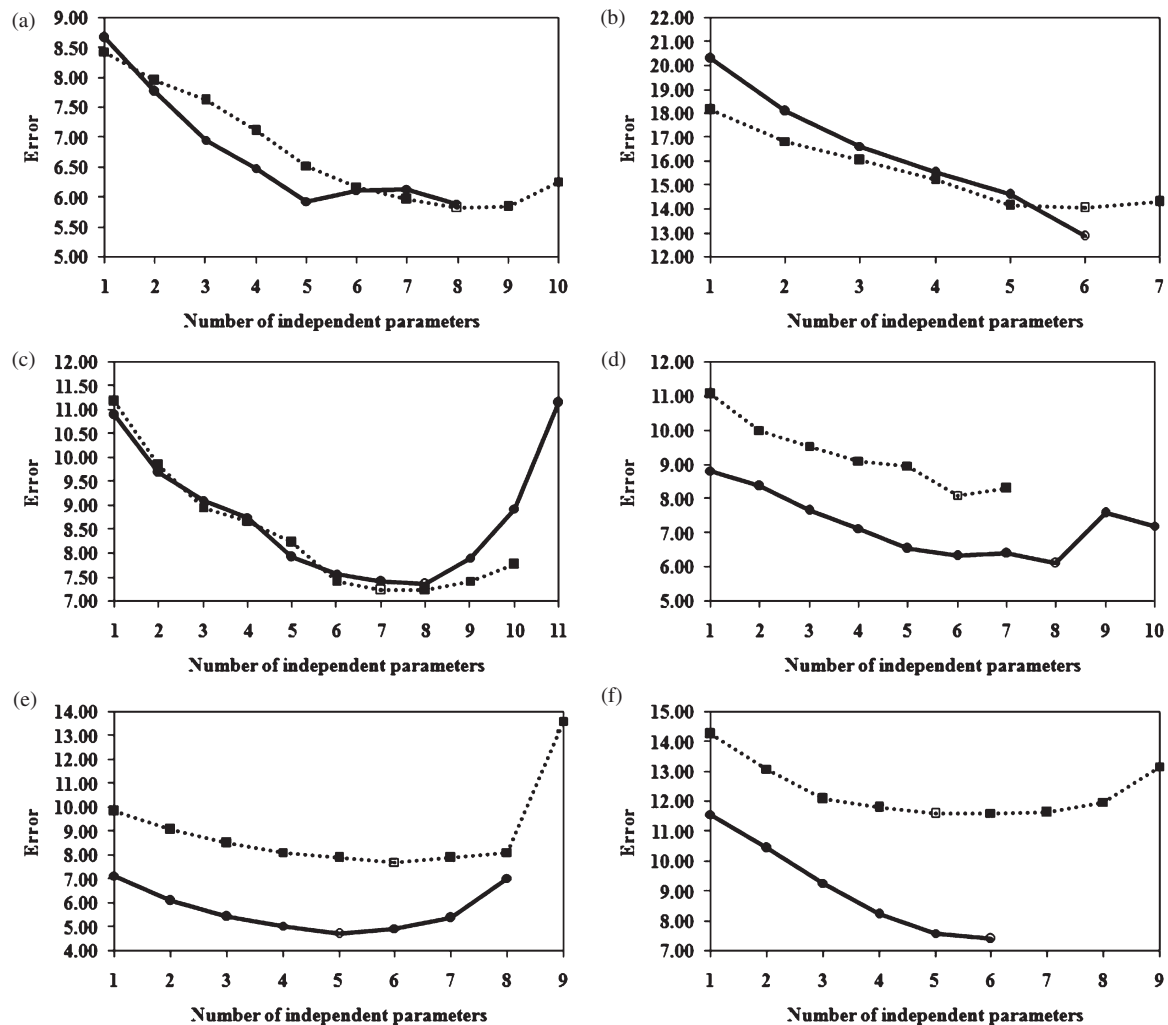 (a)
9.00
8.50
8.00
7.50
7.00
6.50
6.00
5.50
5.00
Error
1 2 3 4 5 6 7 8 9 10
Number of independent parameters
(b)
22.00
21.00
20.00
19.00
18.00
17.00
16.00
15.00
14.00
13.00
12.00
Error
1 2 3 4 5 6 7
Number of independent parameters
(c)
12.00
11.50
11.00
10.50
10.00
9.50
9.00
8.50
8.00
7.50
7.00
Error
1 2 3 4 5 6 7 8 9 10 11
Number of independent parameters
(d)
12.00
11.00
10.00
9.00
8.00
7.00
6.00
5.00
Error
1 2 3 4 5 6 7 8 9 10
Number of independent parameters
(e)
14.00
13.00
12.00
11.00
10.00
9.00
8.00
7.00
6.00
5.00
4.00
Error
1 2 3 4 5 6 7 8 9
Number of independent parameters
(f)
15.00
14.00
13.00
12.00
11.00
10.00
9.00
8.00
7.00
Error
1 2 3 4 5 6 7 8 9
Number of independent parameters